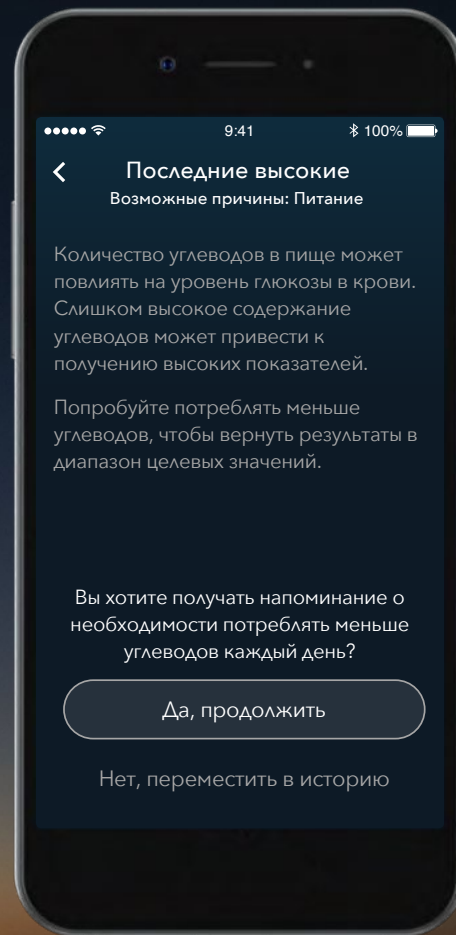 9:41
100%
Последние высокие
Возможные причины: Питание
Количество углеводов в пище может
повлиять на уровень глюкозы в крови.
Слишком высокое содержание
углеводов может привести к
получению высоких показателей.
Попробуйте потреблять меньше
углеводов, чтобы вернуть результаты в
диапазон целевых значений.
Вы хотите получать напоминание о
необходимости потреблять меньше
углеводов каждый день?
Да, продолжить
Нет, переместить в историю